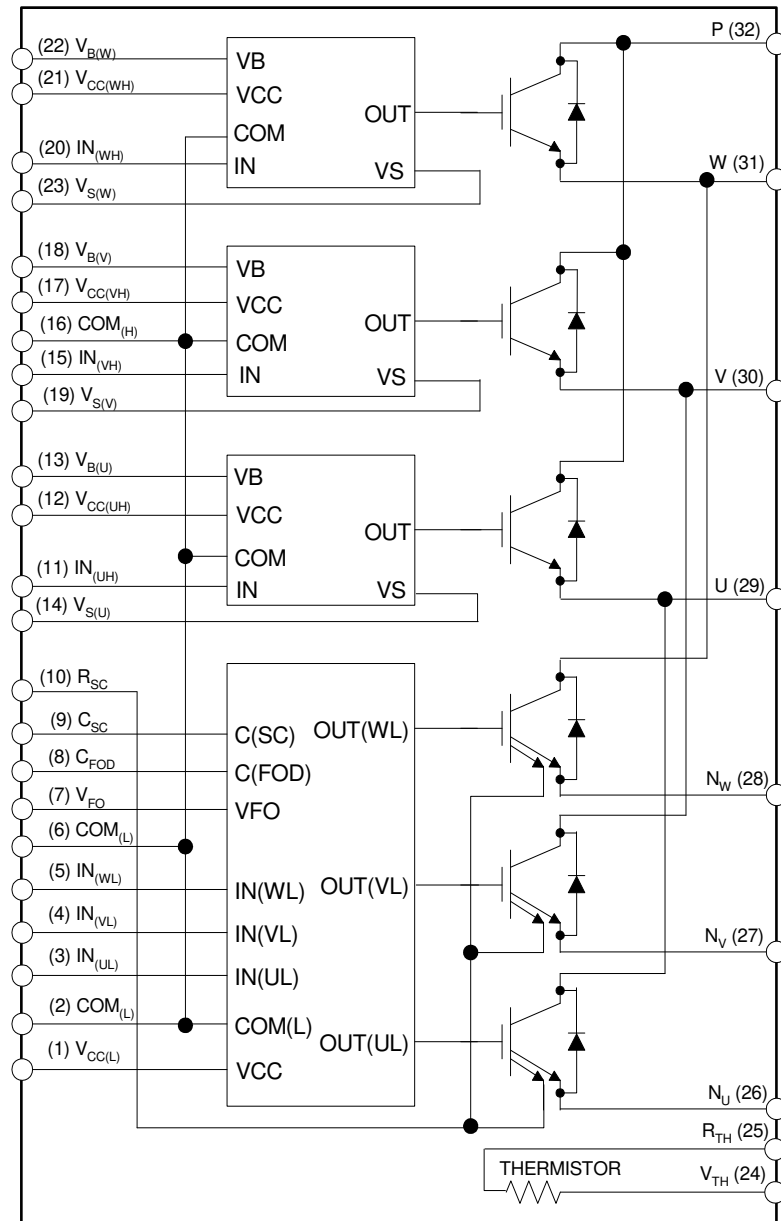 (22) VB(W)
(21) VCC(WH)
(20) IN(WH)
(23) VS(W)
VB
VCC
COM
IN
OUT
VS
P (32)
W (31)
(18) VB(V)
(17) VCC(VH)
(16) COM(H)
(15) IN(VH)
(19) VS(V)
VB
VCC
COM
IN
OUT
VS
V (30)
(13) VB(U)
(12) VCC(UH)
(11) IN(UH)
(14) VS(U)
VB
VCC
COM
IN
OUT
VS
U (29)
(10) RSC
(9) CSC
(8) CFOD
(7) VFO
(6) COM(L)
(5) IN(WL)
(4) IN(VL)
(3) IN(UL)
(2) COM(L)
(1) VCC(L)
C(SC)
C(FOD)
VFO
IN(WL)
IN(VL)
IN(UL)
COM(L)
VCC
OUT(WL)
OUT(VL)
OUT(UL)
NW (28)
NV (27)
NU (26)
RTH (25)
THERMISTOR
VTH (24)